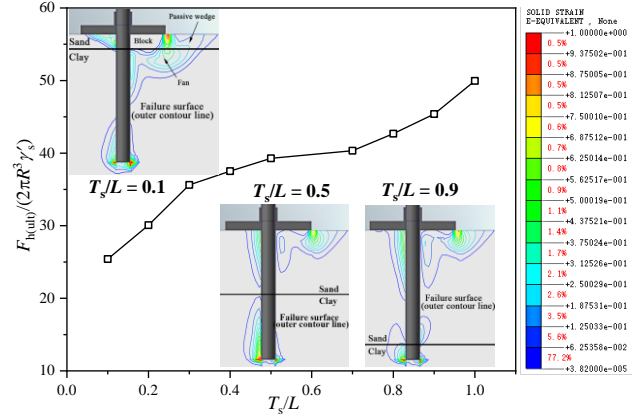 60
50
40
30
20
10
F_h(ult)/(2πR³γ'_s)
0.0
0.2
0.4
0.6
0.8
1.0
T_s/L
Sand
Clay
Block
Passive wedge
Fan
Failure surface
(outer contour line)
T_s/L = 0.1
T_s/L = 0.5
T_s/L = 0.9
Sand
Clay
Failure surface
(outer contour line)
Failure surface
(outer contour line)
Sand
Clay
SOLID STRAIN
E-EQUIVALENT , None
+1.00000e+000
0.5%
+9.37502e-001
0.5%
+8.75005e-001
0.5%
+8.12507e-001
0.5%
+7.50010e-001
0.6%
+6.87512e-001
0.7%
+6.25014e-001
0.8%
+5.62517e-001
0.9%
+5.00019e-001
1.1%
+4.37521e-001
1.4%
+3.75024e-001
1.7%
+3.12526e-001
2.1%
+2.50029e-001
2.6%
+1.87531e-001
3.5%
+1.25033e-001
5.6%
+6.25358e-002
77.2%
+3.82000e-005